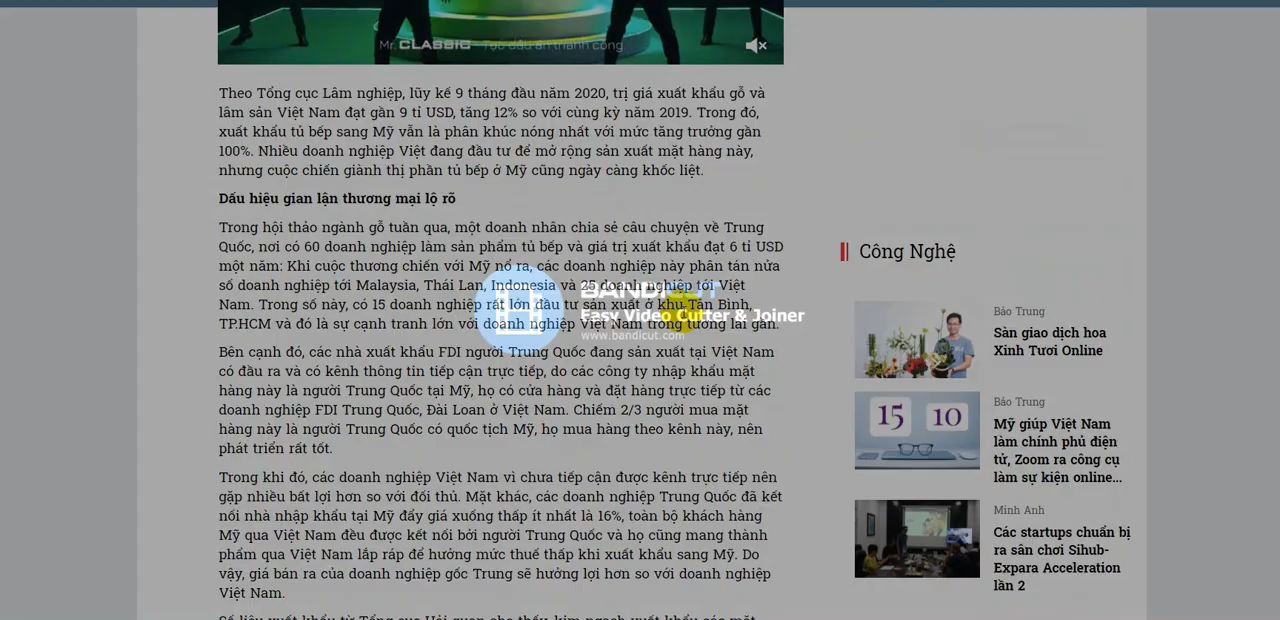 Mr. CLASSIC - Tạo dấu ấn thành công
Theo Tổng cục Lâm nghiệp, lũy kế 9 tháng đầu năm 2020, trị giá xuất khẩu gỗ và
lâm sản Việt Nam đạt gần 9 tỉ USD, tăng 12% so với cùng kỳ năm 2019. Trong đó,
xuất khẩu tủ bếp sang Mỹ vẫn là phân khúc nóng nhất với mức tăng trưởng gần
100%. Nhiều doanh nghiệp Việt đang đầu tư để mở rộng sản xuất mặt hàng này,
nhưng cuộc chiến giành thị phần tủ bếp ở Mỹ cũng ngày càng khốc liệt.
Dấu hiệu gian lận thương mại lộ rõ
Trong hội thảo ngành gỗ tuần qua, một doanh nhân chia sẻ câu chuyện về Trung
Quốc, nơi có 60 doanh nghiệp làm sản phẩm tủ bếp và giá trị xuất khẩu đạt 6 tỉ USD
một năm: Khi cuộc thương chiến với Mỹ nổ ra, các doanh nghiệp này phân tán nửa
số doanh nghiệp tới Malaysia, Thái Lan, Indonesia và 25 doanh nghiệp tới Việt
Nam. Trong số này, có 15 doanh nghiệp rất lớn đầu tư sản xuất ở khu Tân Bình,
TP.HCM và đó là sự cạnh tranh lớn với doanh nghiệp Việt Nam trong tương lai gần.
BANDICUT
Easy Video Cutter & Joiner
www.bandicut.com
Bên cạnh đó, các nhà xuất khẩu FDI người Trung Quốc đang sản xuất tại Việt Nam
có đầu ra và có kênh thông tin tiếp cận trực tiếp, do các công ty nhập khẩu mặt
hàng này là người Trung Quốc tại Mỹ, họ có cửa hàng và đặt hàng trực tiếp từ các
doanh nghiệp FDI Trung Quốc, Đài Loan ở Việt Nam. Chiếm 2/3 người mua mặt
hàng này là người Trung Quốc có quốc tịch Mỹ, họ mua hàng theo kênh này, nên
phát triển rất tốt.
Trong khi đó, các doanh nghiệp Việt Nam vì chưa tiếp cận được kênh trực tiếp nên
gặp nhiều bất lợi hơn so với đối thủ. Mặt khác, các doanh nghiệp Trung Quốc đã kết
nối nhà nhập khẩu tại Mỹ đẩy giá xuống thấp ít nhất là 16%, toàn bộ khách hàng
Mỹ qua Việt Nam đều được kết nối bởi người Trung Quốc và họ cũng mang thành
phẩm qua Việt Nam lắp ráp để hưởng mức thuế thấp khi xuất khẩu sang Mỹ. Do
vậy, giá bán ra của doanh nghiệp gốc Trung sẽ hưởng lợi hơn so với doanh nghiệp
Việt Nam.
Số liệu xuất khẩu từ Tổng cục Hải quan cho thấy, kim ngạch xuất khẩu các mặt
Công Nghệ
Bảo Trung
Sàn giao dịch hoa
Xinh Tươi Online
15 10
Bảo Trung
Mỹ giúp Việt Nam
làm chính phủ điện
tử, Zoom ra công cụ
làm sự kiện online...
Minh Anh
Các startups chuẩn bị
ra sân chơi Sihub-
Expara Acceleration
lần 2